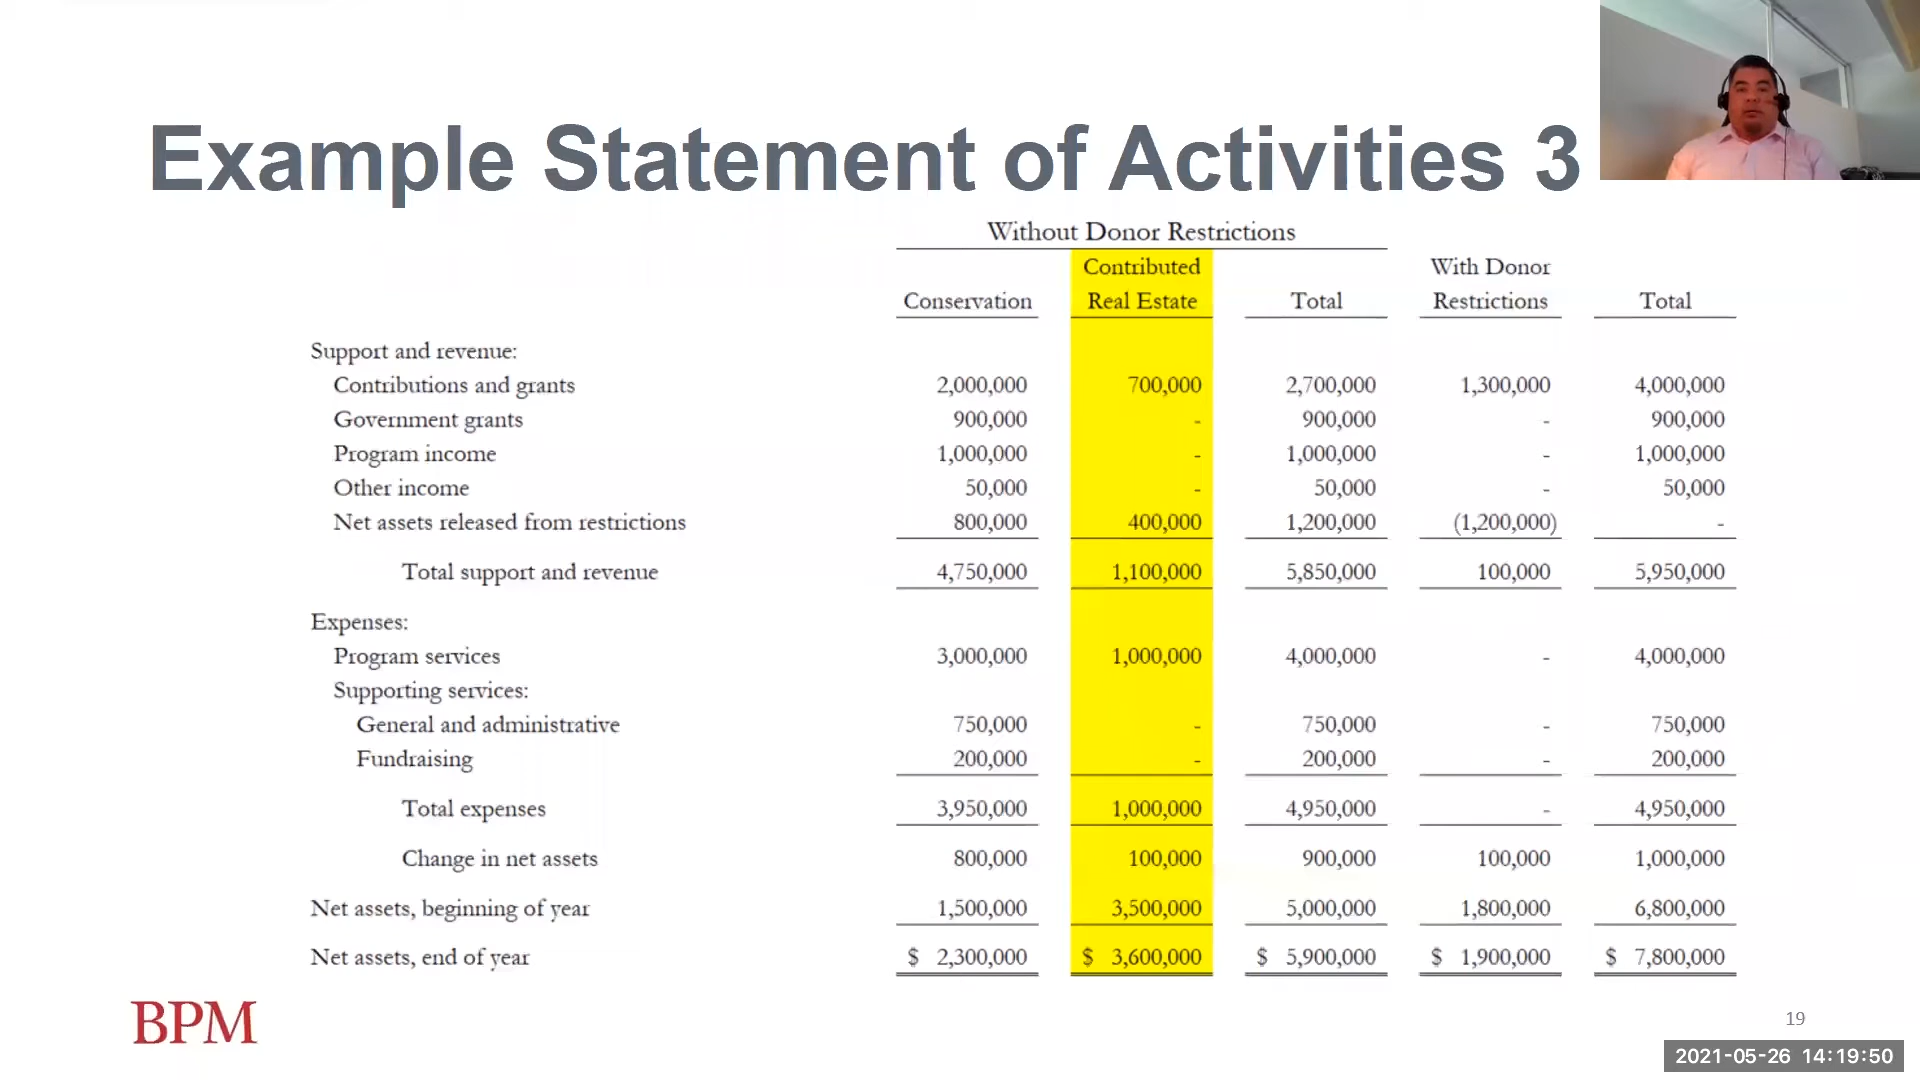 Example Statement of Activities 3
Without Donor Restrictions
Contributed With Donor
Conservation Real Estate Total Restrictions Total
Support and revenue:
Contributions and grants 2,000,000 700,000 2,700,000 1,300,000 4,000,000
Government grants 900,000 - 900,000 - 900,000
Program income 1,000,000 - 1,000,000 - 1,000,000
Other income 50,000 - 50,000 - 50,000
Net assets released from restrictions 800,000 400,000 1,200,000 (1,200,000) -
Total support and revenue 4,750,000 1,100,000 5,850,000 100,000 5,950,000
Expenses:
Program services 3,000,000 1,000,000 4,000,000 - 4,000,000
Supporting services:
General and administrative 750,000 - 750,000 - 750,000
Fundraising 200,000 - 200,000 - 200,000
Total expenses 3,950,000 1,000,000 4,950,000 - 4,950,000
Change in net assets 800,000 100,000 900,000 100,000 1,000,000
Net assets, beginning of year 1,500,000 3,500,000 5,000,000 1,800,000 6,800,000
Net assets, end of year $ 2,300,000 $ 3,600,000 $ 5,900,000 $ 1,900,000 $ 7,800,000
BPM
19
2021-05-26 14:19:50